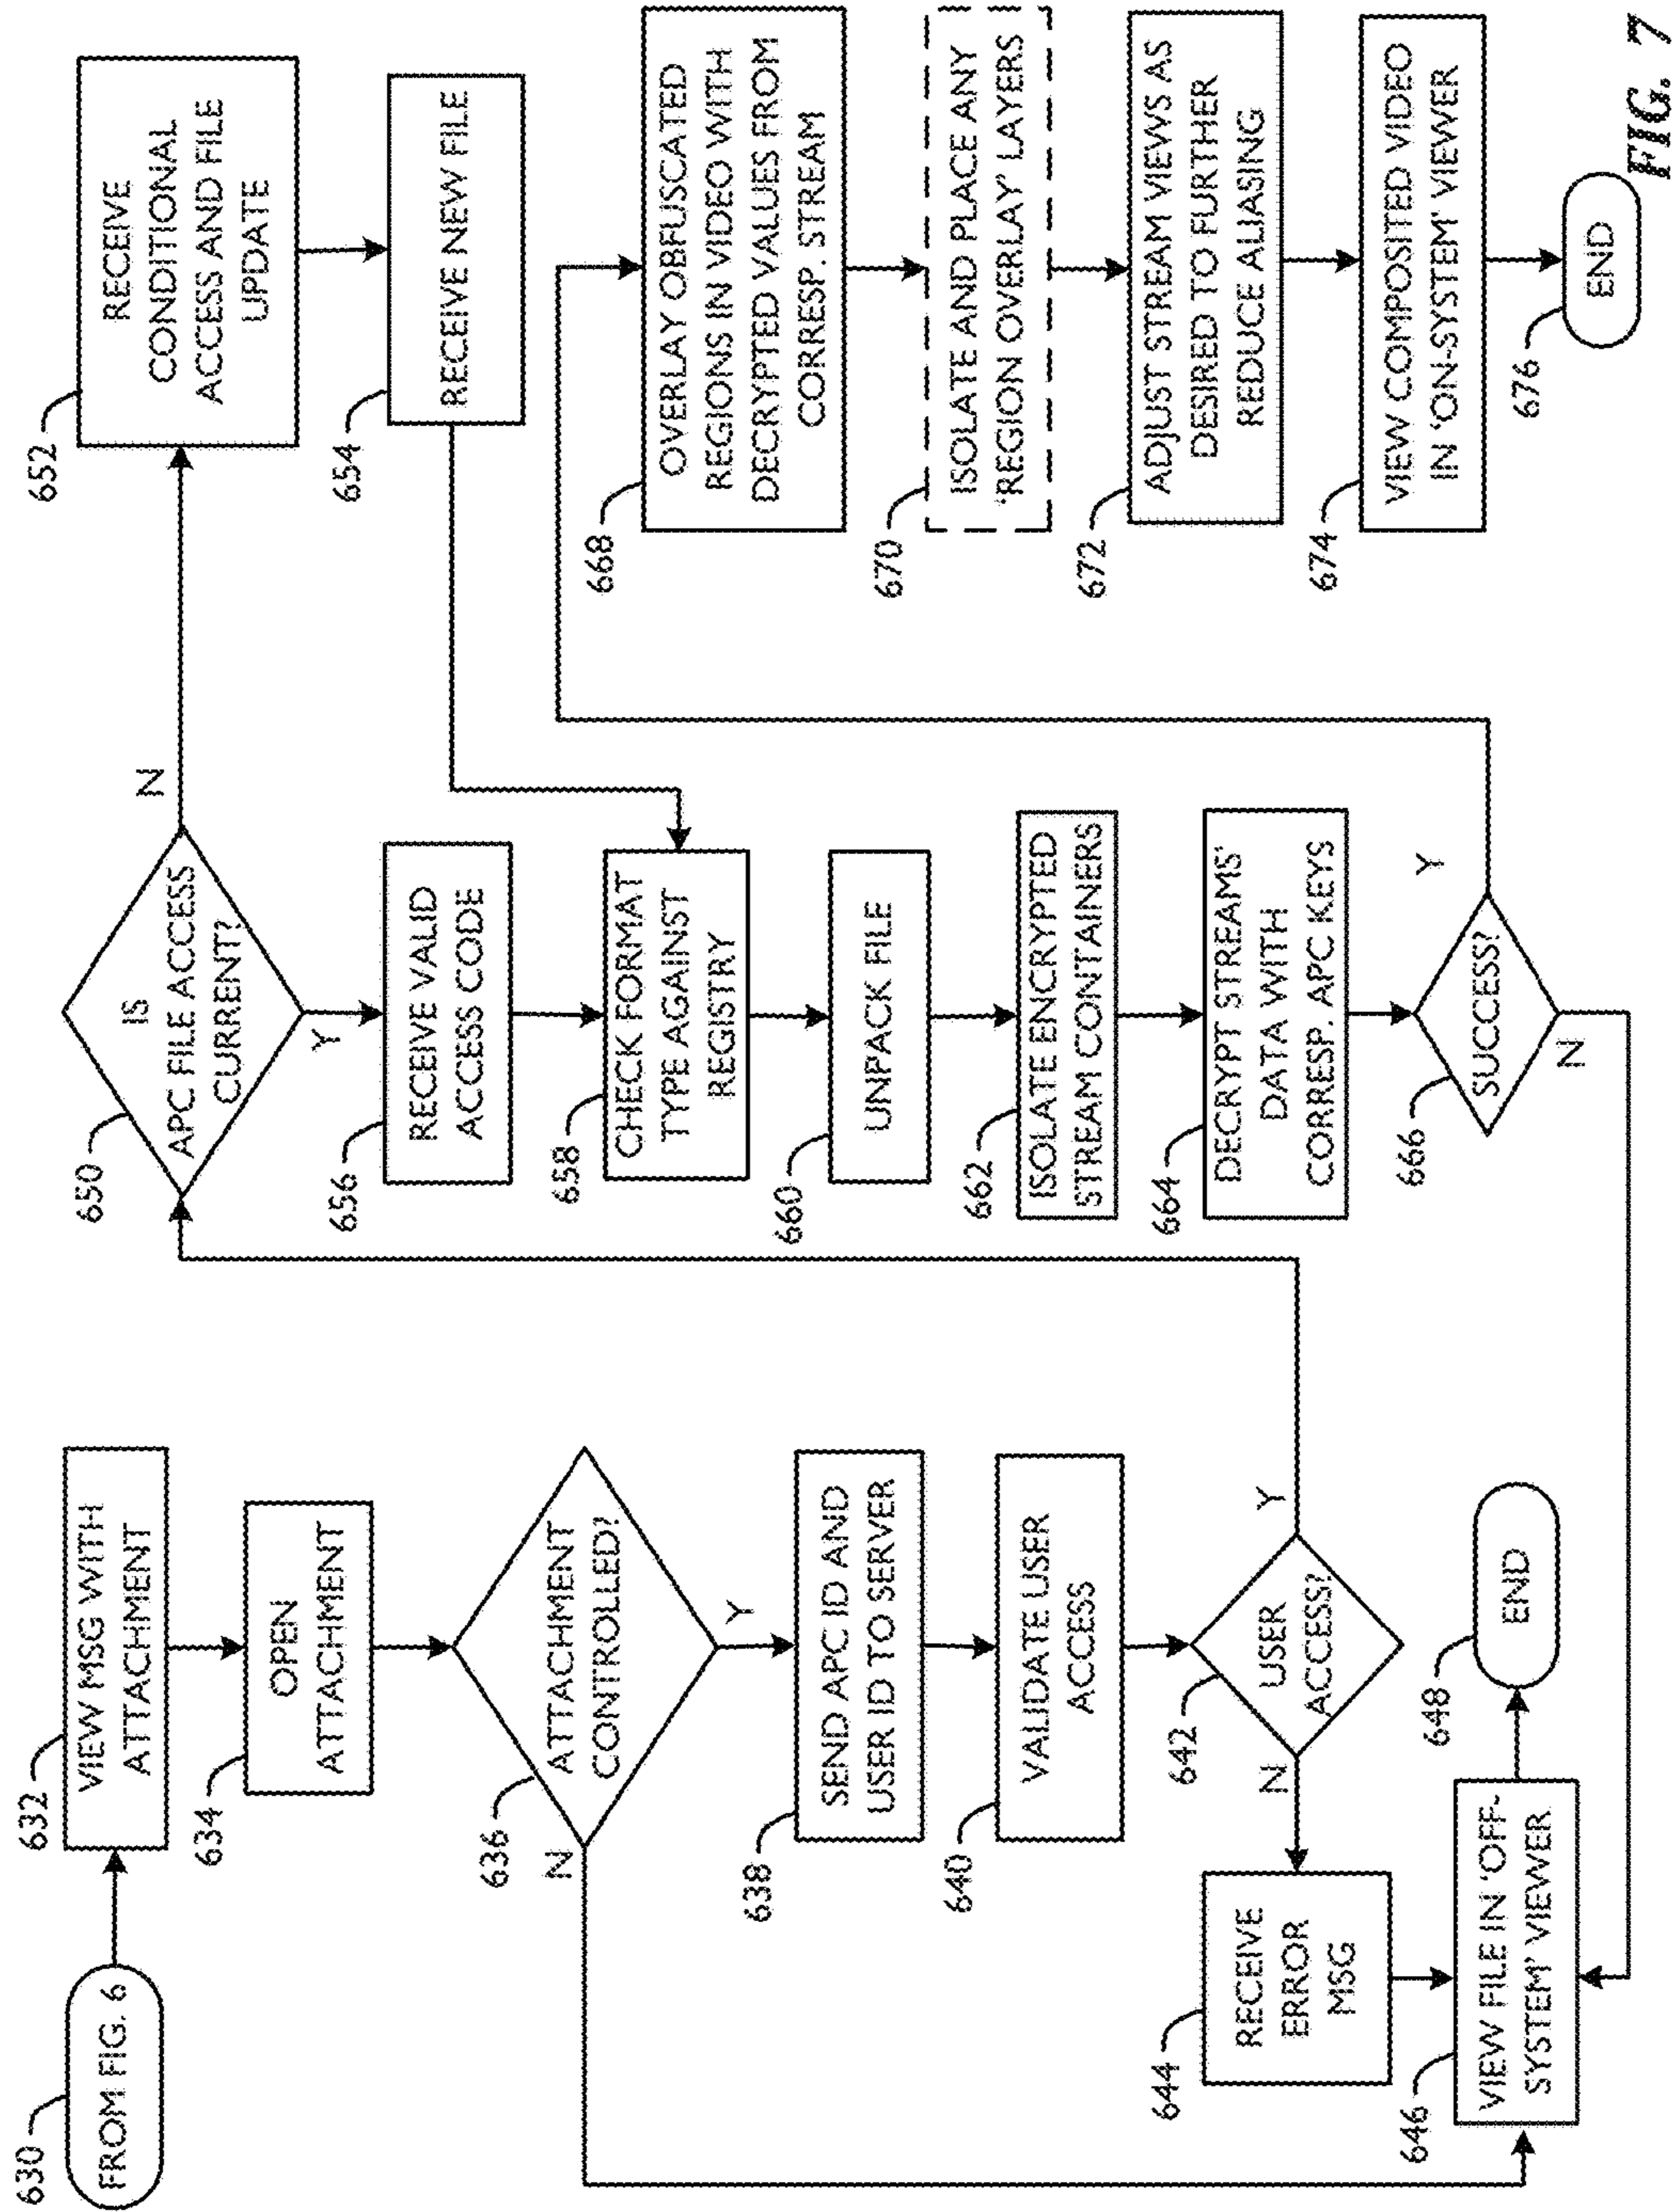 630
FROM FIG. 6
632
VIEW MSG WITH
ATTACHMENT
634
OPEN
ATTACHMENT
636
ATTACHMENT
CONTROLLED?
N
Y
638
SEND APC ID AND
USER ID TO SERVER
640
VALIDATE USER
ACCESS
642
USER
ACCESS?
N
Y
644
RECEIVE
ERROR
MSG
646
VIEW FILE IN 'OFF-
SYSTEM' VIEWER
648
END
650
IS
APC FILE ACCESS
CURRENT?
N
Y
652
RECEIVE
CONDITIONAL
ACCESS AND FILE
UPDATE
654
RECEIVE NEW FILE
656
RECEIVE VALID
ACCESS CODE
658
CHECK FORMAT
TYPE AGAINST
REGISTRY
660
UNPACK FILE
662
ISOLATE ENCRYPTED
STREAM CONTAINERS
664
DECRYPT STREAMS'
DATA WITH
CORRESP. APC KEYS
666
SUCCESS?
Y
N
668
OVERLAY OBFUSCATED
REGIONS IN VIDEO WITH
DECRYPTED VALUES FROM
CORRESP. STREAM
670
ISOLATE AND PLACE ANY
'REGION OVERLAY' LAYERS
672
ADJUST STREAM VIEWS AS
DESIRED TO FURTHER
REDUCE ALIASING
674
VIEW COMPOSITED VIDEO
IN 'ON-SYSTEM' VIEWER
676
END
FIG. 7